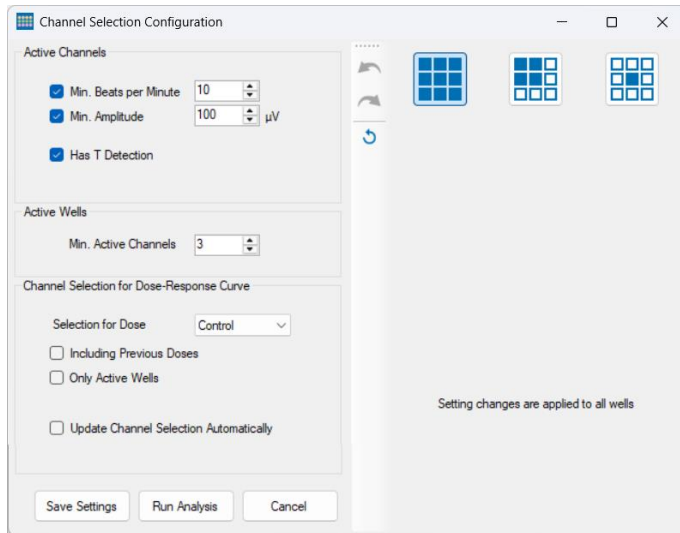 Channel Selection Configuration
Active Channels
Min. Beats per Minute 10
Min. Amplitude 100 µV
Has T Detection
Active Wells
Min. Active Channels 3
Channel Selection for Dose-Response Curve
Selection for Dose Control
Including Previous Doses
Only Active Wells
Update Channel Selection Automatically
Setting changes are applied to all wells
Save Settings Run Analysis Cancel